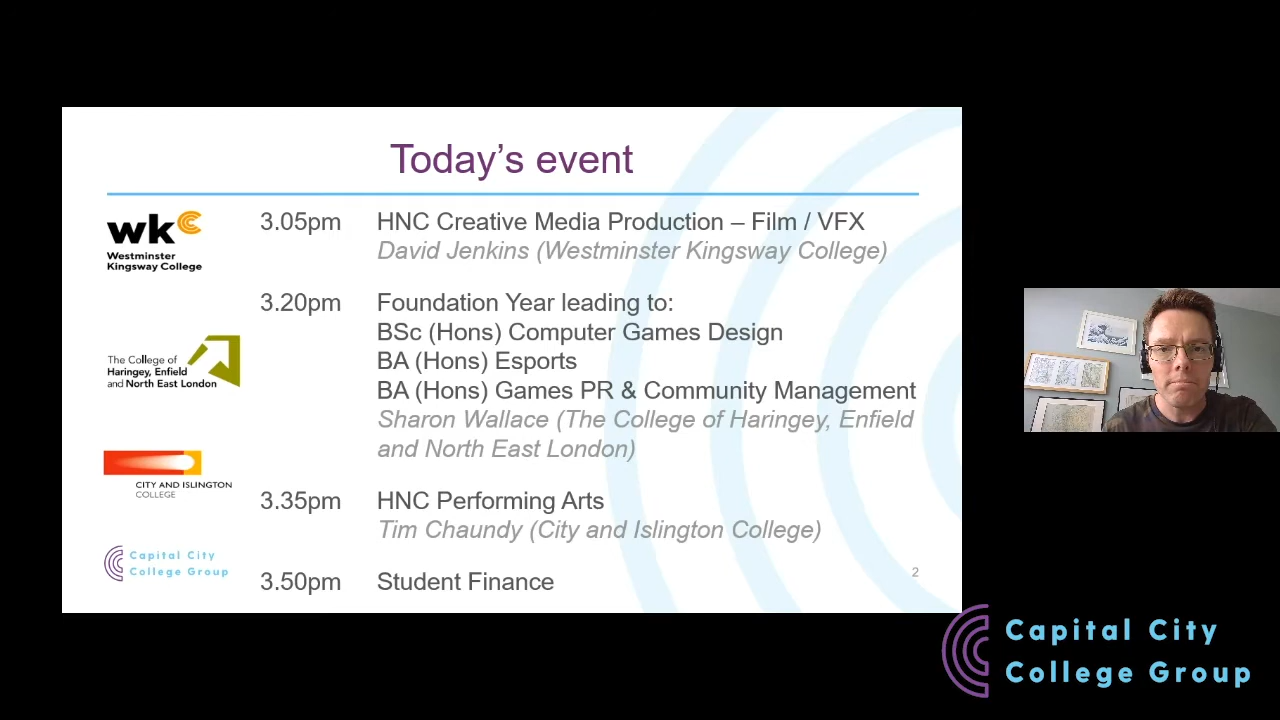 Today's event
wkc
Westminster
Kingsway College
3.05pm HNC Creative Media Production – Film / VFX
David Jenkins (Westminster Kingsway College)
3.20pm Foundation Year leading to:
BSc (Hons) Computer Games Design
BA (Hons) Esports
BA (Hons) Games PR & Community Management
Sharon Wallace (The College of Haringey, Enfield
and North East London)
The College of
Haringey, Enfield
and North East London
CITY AND ISLINGTON
COLLEGE
3.35pm HNC Performing Arts
Tim Chaundy (City and Islington College)
Capital City
College Group
3.50pm Student Finance
2
Capital City
College Group